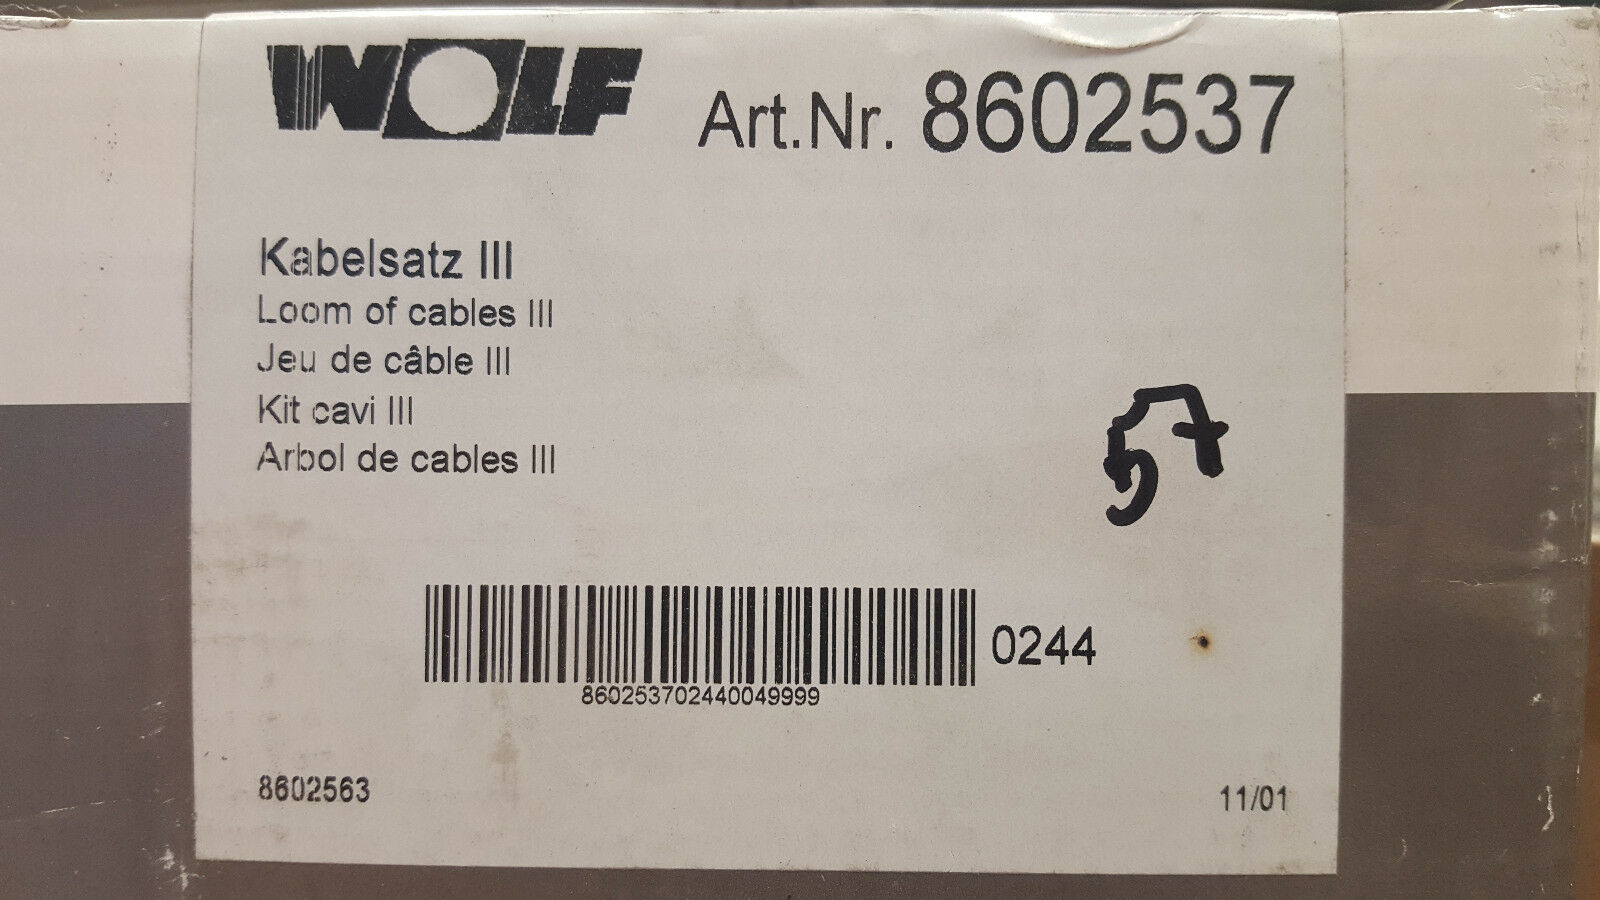 WOLF
Art.Nr. 8602537
Kabelsatz III
Loom of cables III
Jeu de câble III
Kit cavi III
Arbol de cables III
57
0244
860253702440049999
8602563
11/01